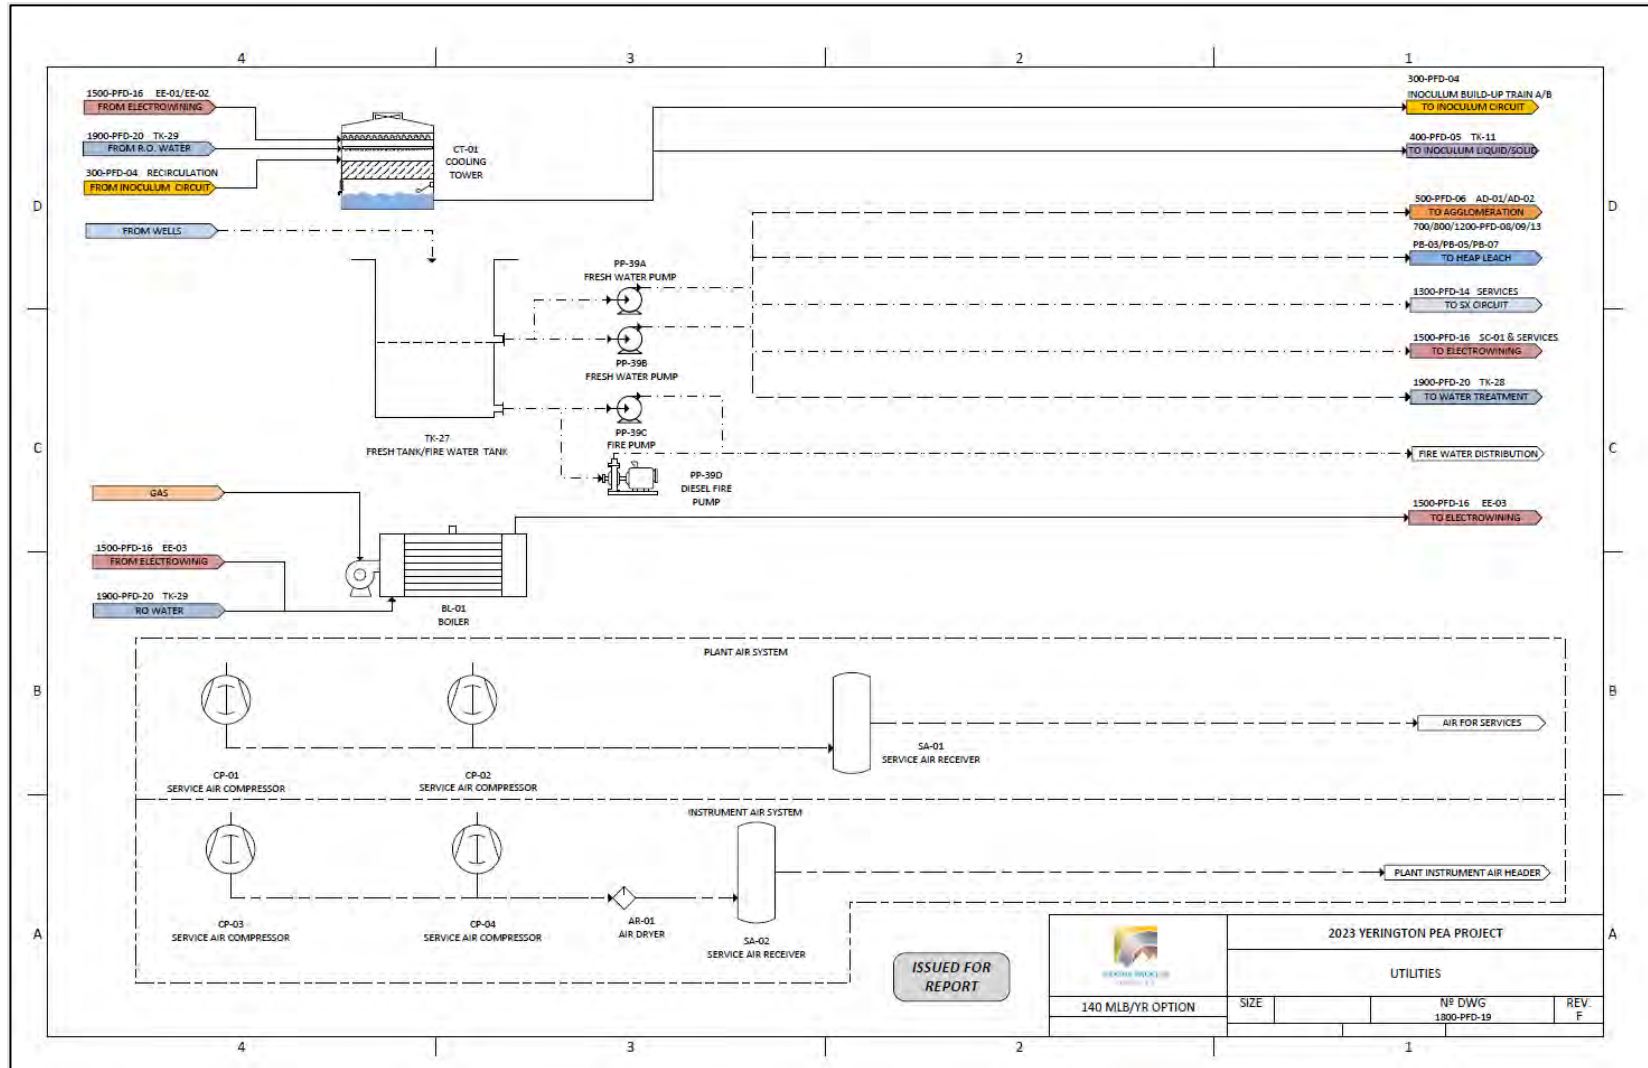 4 3 2 1
1500-PFD-16 EE-01/EE-02
FROM ELECTROWINING
1900-PFD-20 TK-29
FROM R.O. WATER
300-PFD-04 RECIRCULATION
FROM INOCULUM CIRCUIT
FROM WELLS
CT-01
COOLING
TOWER
300-PFD-04
INOCULUM BUILD-UP TRAIN A/B
TO INOCULUM CIRCUIT
400-PFD-05 TK-11
TO INOCULUM LIQUID/SOLID
D
D
500-PFD-06 AD-01/AD-02
TO AGGLOMERATION
700/800/1200-PFD-08/09/13
PB-03/PB-05/PB-07
TO HEAP LEACH
1300-PFD-14 SERVICES
TO SX CIRCUIT
1500-PFD-16 SC-01 & SERVICES
TO ELECTROWINING
1900-PFD-20 TK-28
TO WATER TREATMENT
PP-39A
FRESH WATER PUMP
PP-39B
FRESH WATER PUMP
PP-39C
FIRE PUMP
PP-39D
DIESEL FIRE
PUMP
TK-27
FRESH TANK/FIRE WATER TANK
C
C
FIRE WATER DISTRIBUTION
GAS
1500-PFD-16 EE-03
TO ELECTROWINING
1500-PFD-16 EE-03
FROM ELECTROWINIG
1900-PFD-20 TK-29
RO WATER
BL-01
BOILER
PLANT AIR SYSTEM
B
B
AIR FOR SERVICES
CP-01
SERVICE AIR COMPRESSOR
CP-02
SERVICE AIR COMPRESSOR
SA-01
SERVICE AIR RECEIVER
INSTRUMENT AIR SYSTEM
PLANT INSTRUMENT AIR HEADER
CP-03
SERVICE AIR COMPRESSOR
CP-04
SERVICE AIR COMPRESSOR
AR-01
AIR DRYER
SA-02
SERVICE AIR RECEIVER
A
A
ISSUED FOR
REPORT
2023 YERINGTON PEA PROJECT
UTILITIES
140 MLB/YR OPTION
SIZE
Nº DWG
1800-PFD-19
REV.
F
4 3 2 1